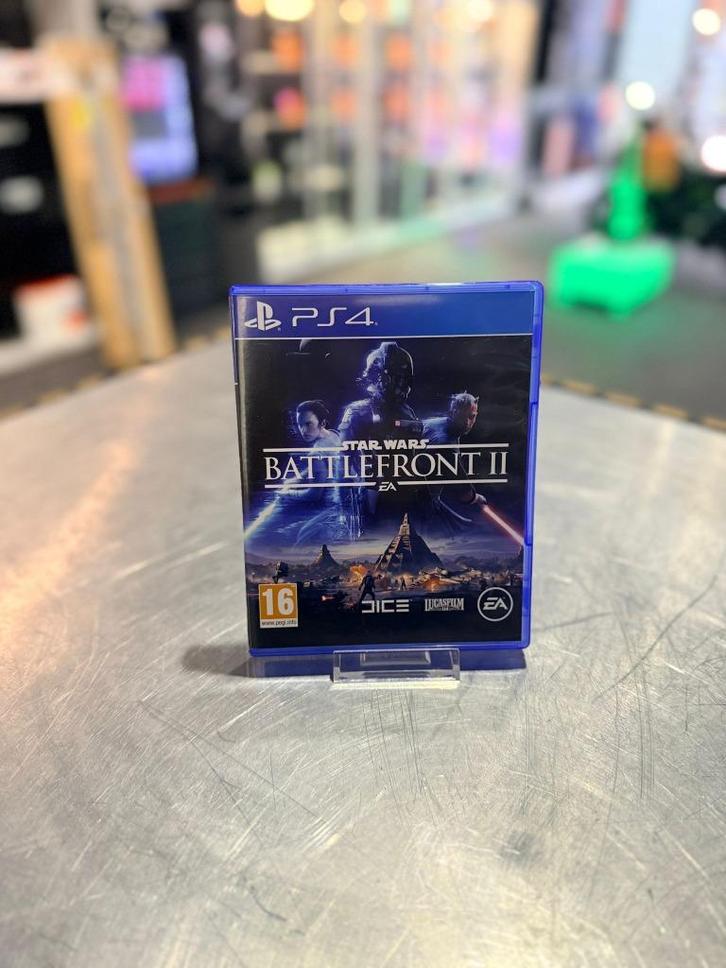 PS4
STAR WARS
BATTLEFRONT II
EA
16
www.pegi.info
DICE
LUCASFILM
EA